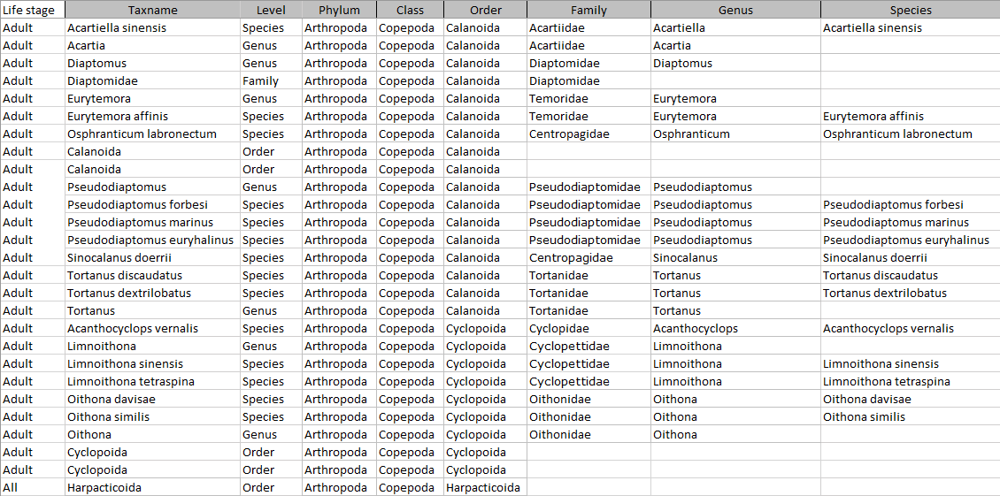 Life stage Taxname Level Phylum Class Order Family Genus Species
Adult Acartiella sinensis Species Arthropoda Copepoda Calanoida Acartiidae Acartiella Acartiella sinensis
Adult Acartia Genus Arthropoda Copepoda Calanoida Acartiidae Acartia
Adult Diaptomus Genus Arthropoda Copepoda Calanoida Diaptomidae Diaptomus
Adult Diaptomidae Family Arthropoda Copepoda Calanoida Diaptomidae
Adult Eurytemora Genus Arthropoda Copepoda Calanoida Temoridae Eurytemora
Adult Eurytemora affinis Species Arthropoda Copepoda Calanoida Temoridae Eurytemora Eurytemora affinis
Adult Osphranticum labronectum Species Arthropoda Copepoda Calanoida Centropagidae Osphranticum Osphranticum labronectum
Adult Calanoida Order Arthropoda Copepoda Calanoida
Adult Calanoida Order Arthropoda Copepoda Calanoida
Adult Pseudodiaptomus Genus Arthropoda Copepoda Calanoida Pseudodiaptomidae Pseudodiaptomus
Adult Pseudodiaptomus forbesi Species Arthropoda Copepoda Calanoida Pseudodiaptomidae Pseudodiaptomus Pseudodiaptomus forbesi
Adult Pseudodiaptomus marinus Species Arthropoda Copepoda Calanoida Pseudodiaptomidae Pseudodiaptomus Pseudodiaptomus marinus
Adult Pseudodiaptomus euryhalinus Species Arthropoda Copepoda Calanoida Pseudodiaptomidae Pseudodiaptomus Pseudodiaptomus euryhalinus
Adult Sinocalanus doerrii Species Arthropoda Copepoda Calanoida Centropagidae Sinocalanus Sinocalanus doerrii
Adult Tortanus discaudatus Species Arthropoda Copepoda Calanoida Tortanidae Tortanus Tortanus discaudatus
Adult Tortanus dextrilobatus Species Arthropoda Copepoda Calanoida Tortanidae Tortanus Tortanus dextrilobatus
Adult Tortanus Genus Arthropoda Copepoda Calanoida Tortanidae Tortanus
Adult Acanthocyclops vernalis Species Arthropoda Copepoda Cyclopoida Cyclopidae Acanthocyclops Acanthocyclops vernalis
Adult Limnoithona Genus Arthropoda Copepoda Cyclopoida Cyclopettidae Limnoithona
Adult Limnoithona sinensis Species Arthropoda Copepoda Cyclopoida Cyclopettidae Limnoithona Limnoithona sinensis
Adult Limnoithona tetraspina Species Arthropoda Copepoda Cyclopoida Cyclopettidae Limnoithona Limnoithona tetraspina
Adult Oithona davisae Species Arthropoda Copepoda Cyclopoida Oithonidae Oithona Oithona davisae
Adult Oithona similis Species Arthropoda Copepoda Cyclopoida Oithonidae Oithona Oithona similis
Adult Oithona Genus Arthropoda Copepoda Cyclopoida Oithonidae Oithona
Adult Cyclopoida Order Arthropoda Copepoda Cyclopoida
Adult Cyclopoida Order Arthropoda Copepoda Cyclopoida
All Harpacticoida Order Arthropoda Copepoda Harpacticoida